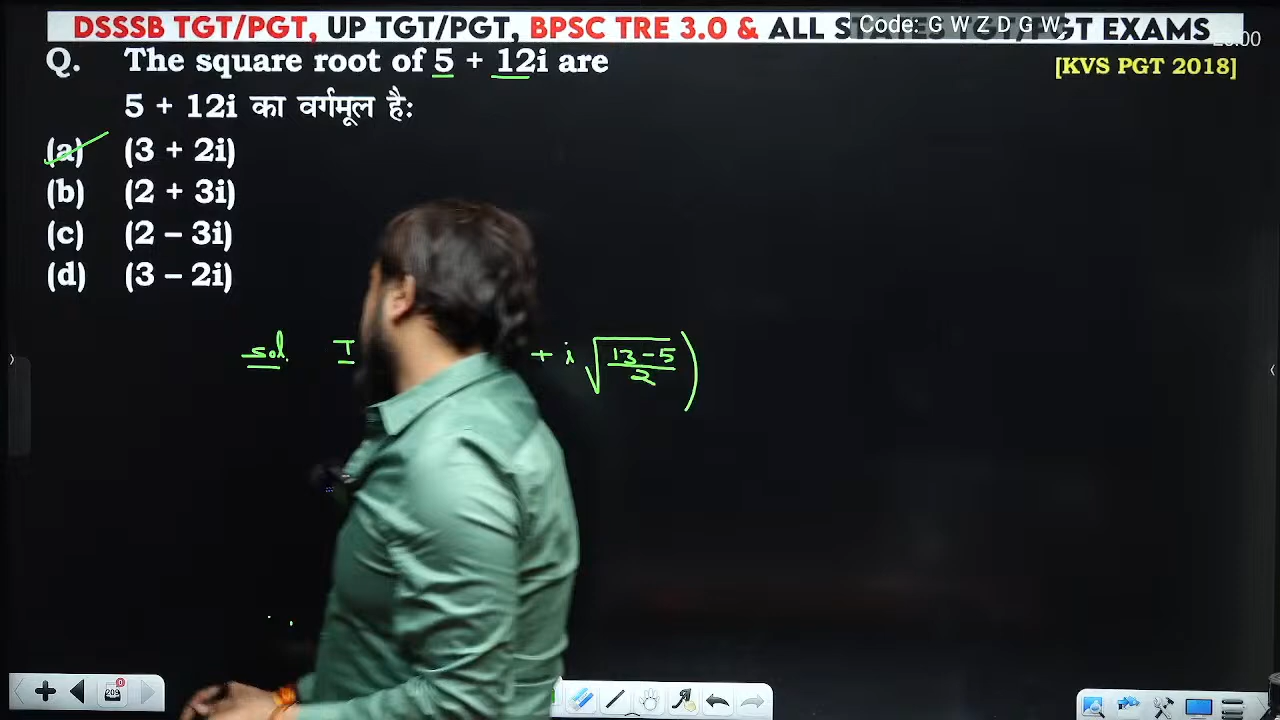 DSSSB TGT/PGT, UP TGT/PGT, BPSC TRE 3.0 & ALL EXAMS
Code: G W Z D G W
Q. The square root of 5 + 12i are
[KVS PGT 2018]
5 + 12i का वर्गमूल है:
(a) (3 + 2i)
(b) (2 + 3i)
(c) (2 – 3i)
(d) (3 – 2i)
sol. I + i √(13-5/2))
209